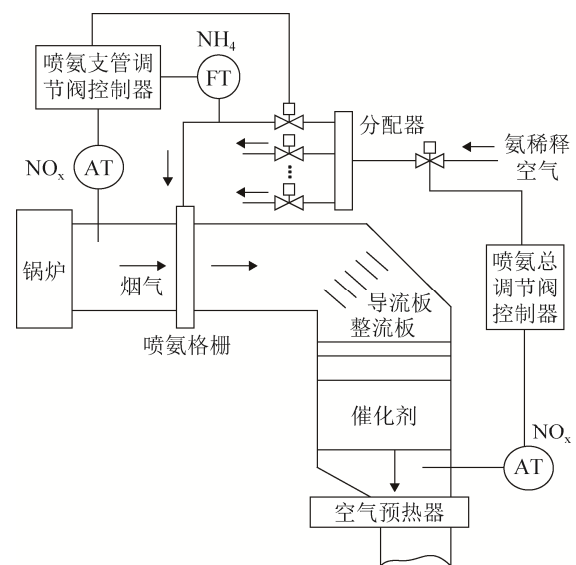 喷氨支管调
节阀控制器
NH4
FT
分配器
氨稀释
空气
NOx
AT
锅炉
烟气
喷氨格栅
导流板
整流板
喷氨总
调节阀
控制器
催化剂
NOx
AT
空气预热器